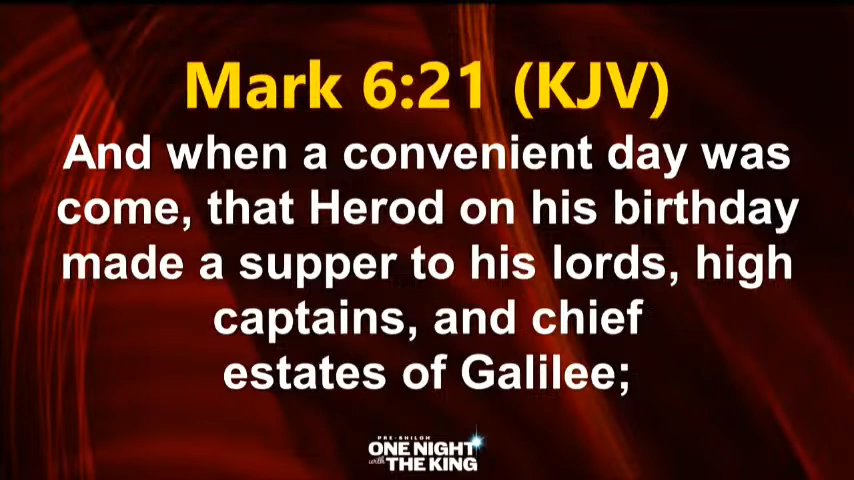 Mark 6:21 (KJV)
And when a convenient day was
come, that Herod on his birthday
made a supper to his lords, high
captains, and chief
estates of Galilee;
PRE-SHILOH
ONE NIGHT
with THE KING